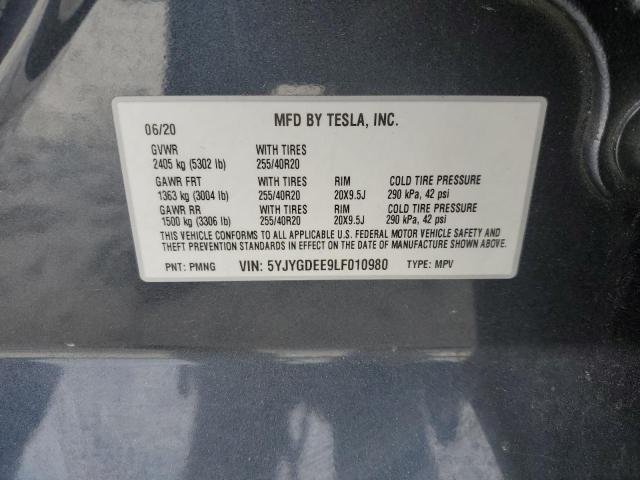 06/20 MFD BY TESLA, INC.
GVWR WITH TIRES
2405 kg (5302 lb) 255/40R20
GAWR FRT WITH TIRES RIM COLD TIRE PRESSURE
1363 kg (3004 lb) 255/40R20 20X9.5J 290 kPa, 42 psi
GAWR RR WITH TIRES RIM COLD TIRE PRESSURE
1500 kg (3306 lb) 255/40R20 20X9.5J 290 kPa, 42 psi
THIS VEHICLE CONFORMS TO ALL APPLICABLE U.S. FEDERAL MOTOR VEHICLE SAFETY AND
THEFT PREVENTION STANDARDS IN EFFECT ON THE DATE OF MANUFACTURE SHOWN ABOVE.
PNT: PMNG VIN: 5YJYGDEE9LF010980 TYPE: MPV